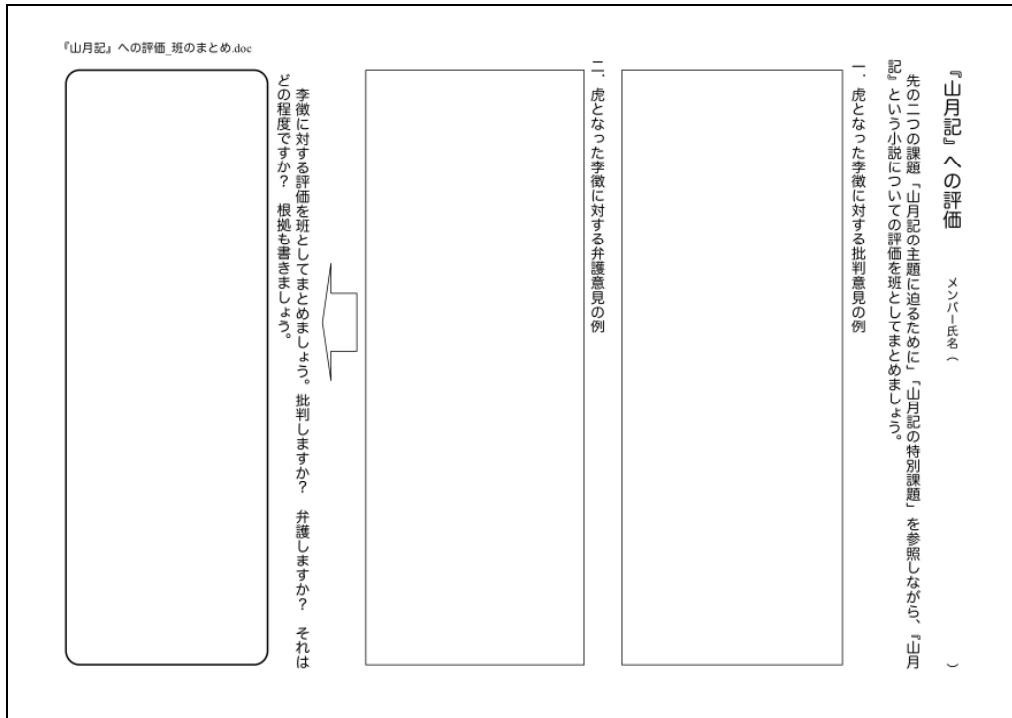 『山月記』への評価_班のまとめ.doc
『山月記』への評価　メンバー氏名（　　　）
先の二つの課題「山月記の主題に迫るために」「山月記の特別課題」を参照しながら、『山月
記』という小説についての評価を班としてまとめましょう。
一．虎となった李徴に対する批判意見の例
二．虎となった李徴に対する弁護意見の例
李徴に対する評価を班としてまとめましょう。批判しますか？　弁護しますか？　それは
どの程度ですか？　根拠も書きましょう。